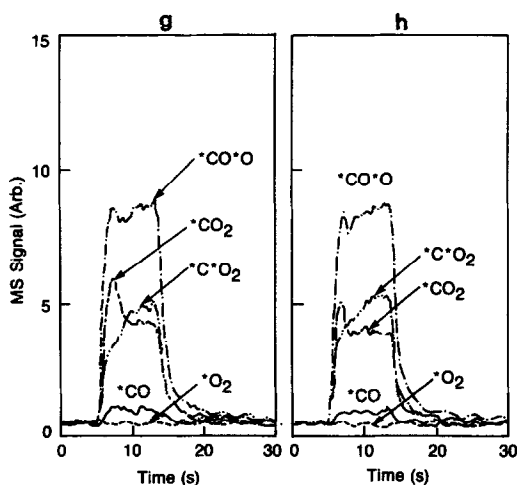 g
h
15
10
5
0
MS Signal (Arb.)
*CO*O
*CO₂
*C*O₂
*CO
*O₂
0 10 20 30
Time (s)
*CO*O
*C*O₂
*CO₂
*CO
*O₂
0 10 20 30
Time (s)